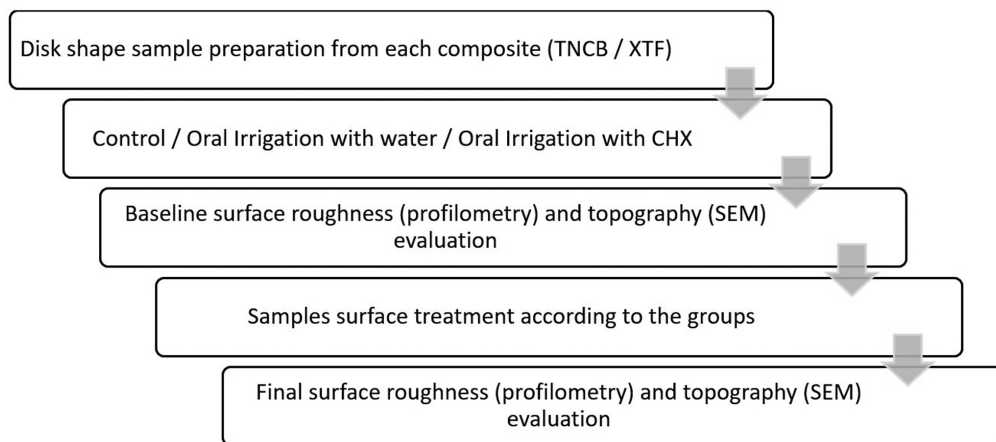 Disk shape sample preparation from each composite (TNCB / XTF)
Control / Oral Irrigation with water / Oral Irrigation with CHX
Baseline surface roughness (profilometry) and topography (SEM)
evaluation
Samples surface treatment according to the groups
Final surface roughness (profilometry) and topography (SEM)
evaluation